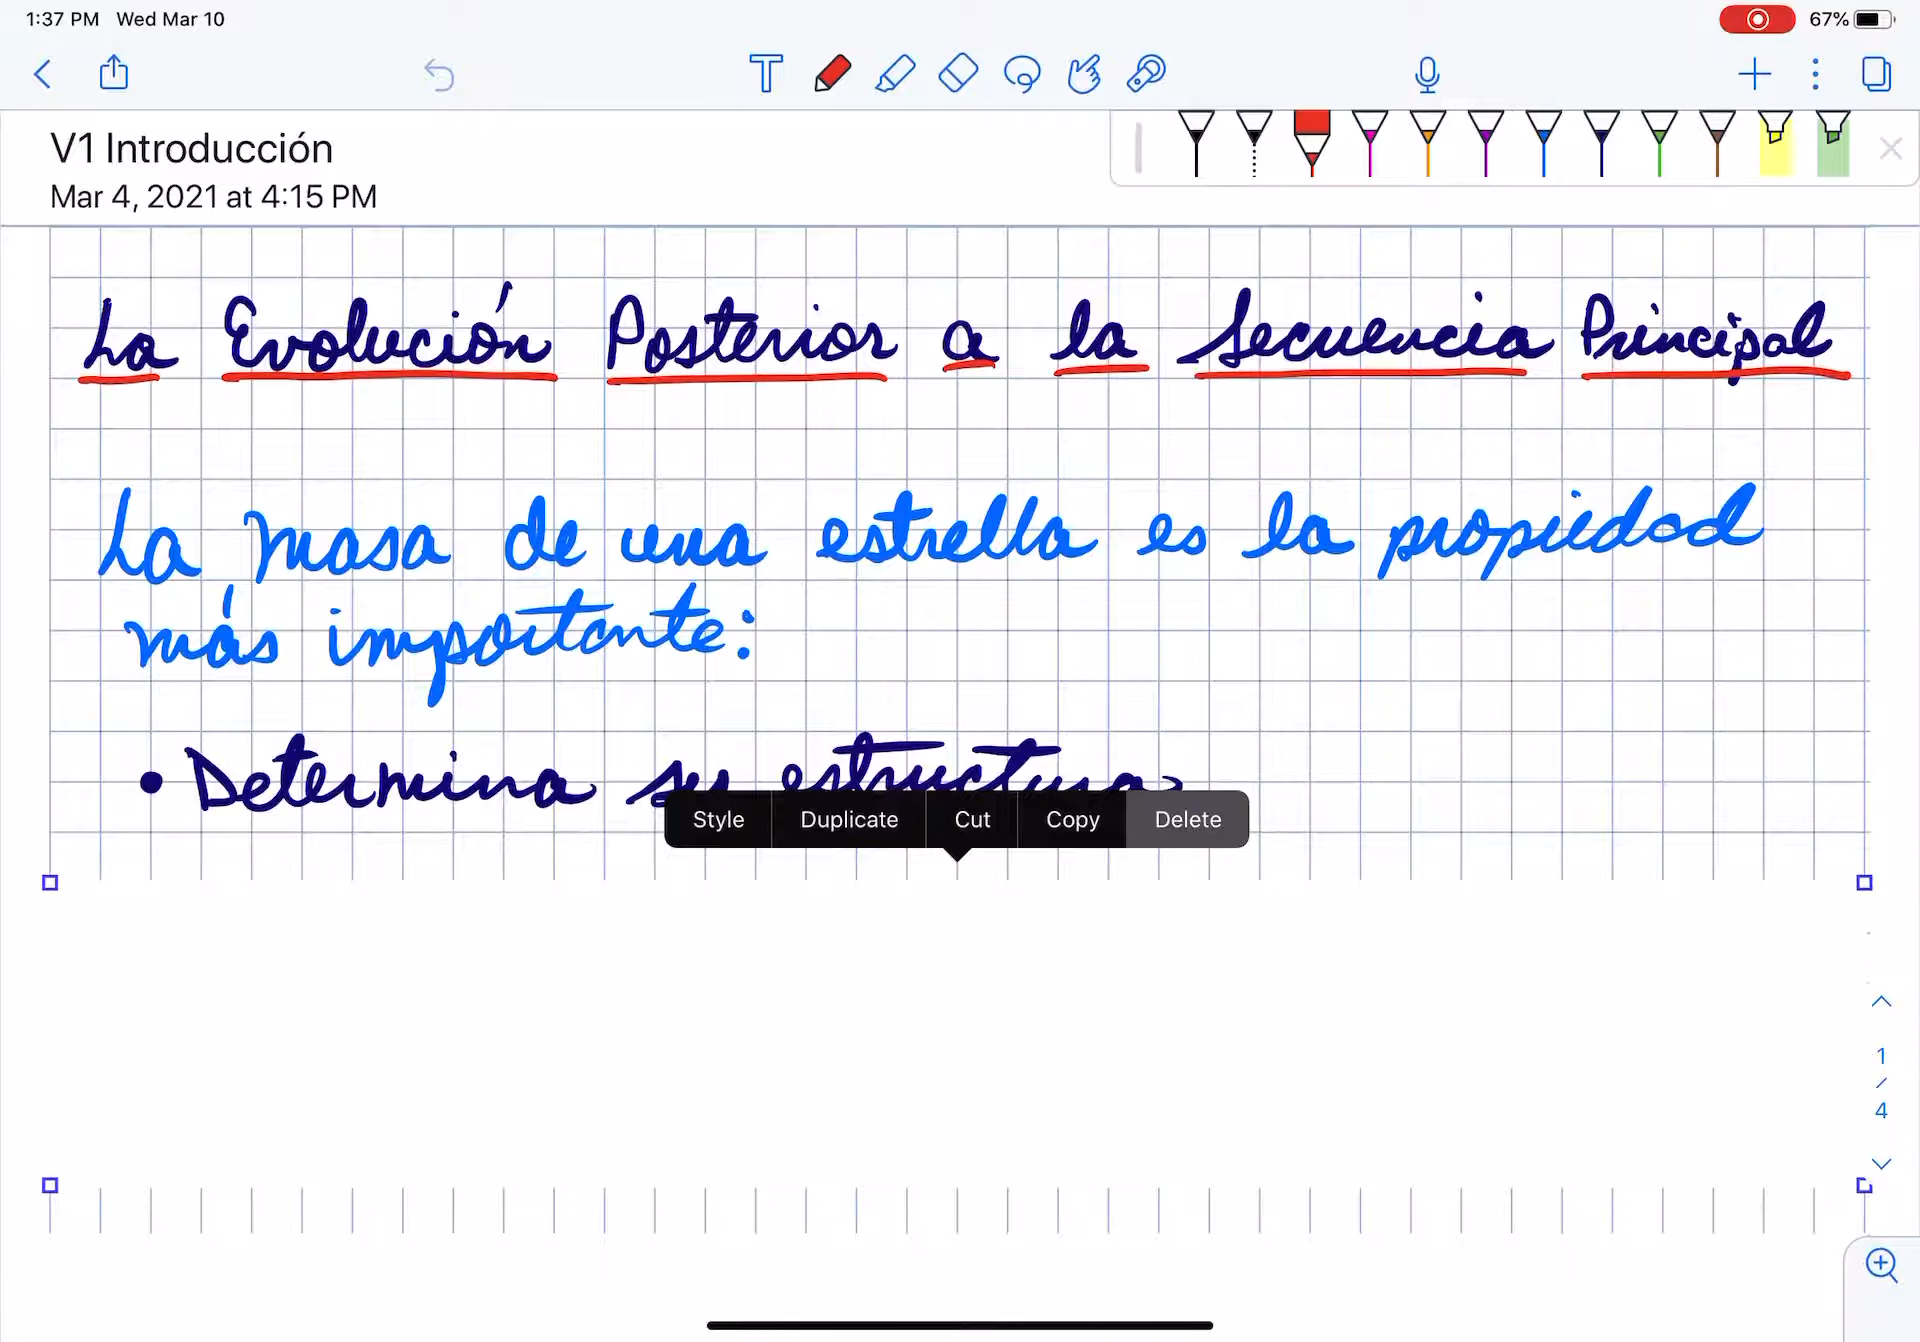 1:37 PM Wed Mar 10
67%
V1 Introducción
Mar 4, 2021 at 4:15 PM
La Evolución Posterior a la Secuencia Principal
La masa de una estrella es la propiedad
más importante:
• Determina su estructura
Style Duplicate Cut Copy Delete
1
/
4